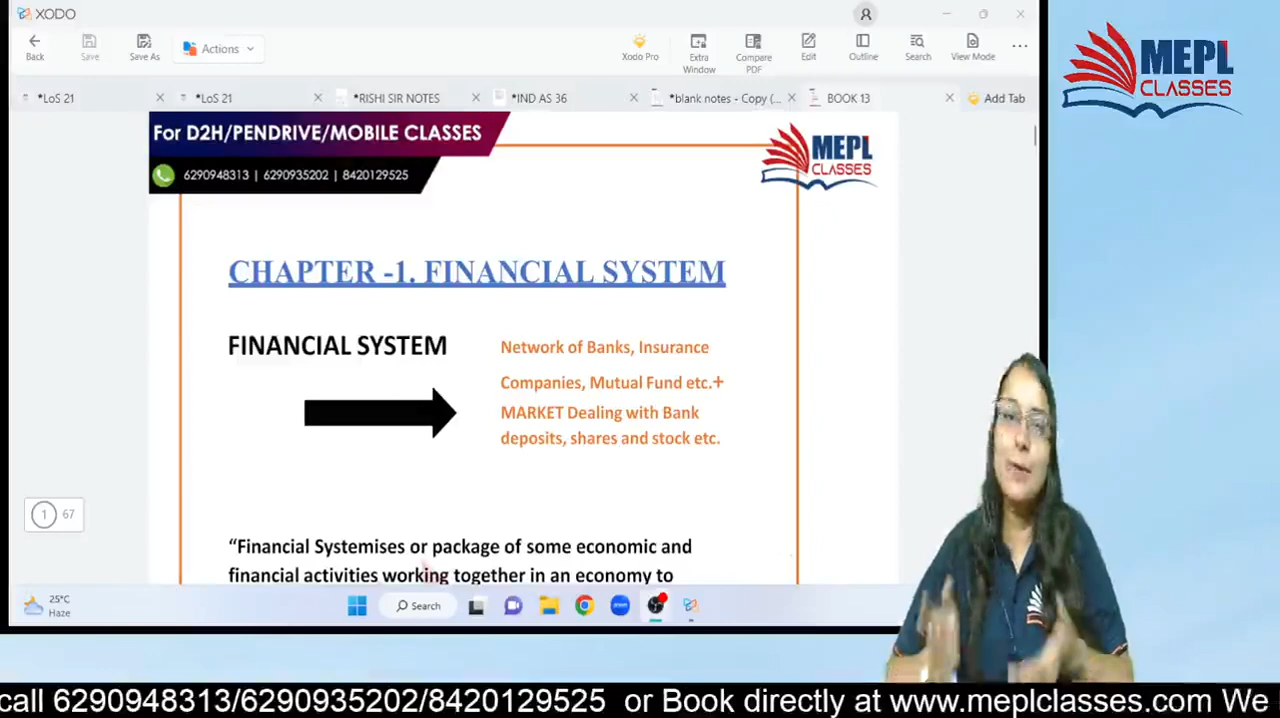 XODO
Back
Save
Save As
Actions
Xodo Pro
Extra
Window
Compare
PDF
Edit
Outline
Search
View Mode
*LoS 21
*LoS 21
*RISHI SIR NOTES
*IND AS 36
*blank notes - Copy (...
BOOK 13
Add Tab
MEPL
CLASSES
For D2H/PENDRIVE/MOBILE CLASSES
6290948313 | 6290935202 | 8420129525
MEPL
CLASSES
CHAPTER -1. FINANCIAL SYSTEM
FINANCIAL SYSTEM
Network of Banks, Insurance
Companies, Mutual Fund etc.+
MARKET Dealing with Bank
deposits, shares and stock etc.
1 67
“Financial Systemises or package of some economic and
financial activities working together in an economy to
25°C
Haze
Search
zoom
call 6290948313/6290935202/8420129525 or Book directly at www.meplclasses.com We